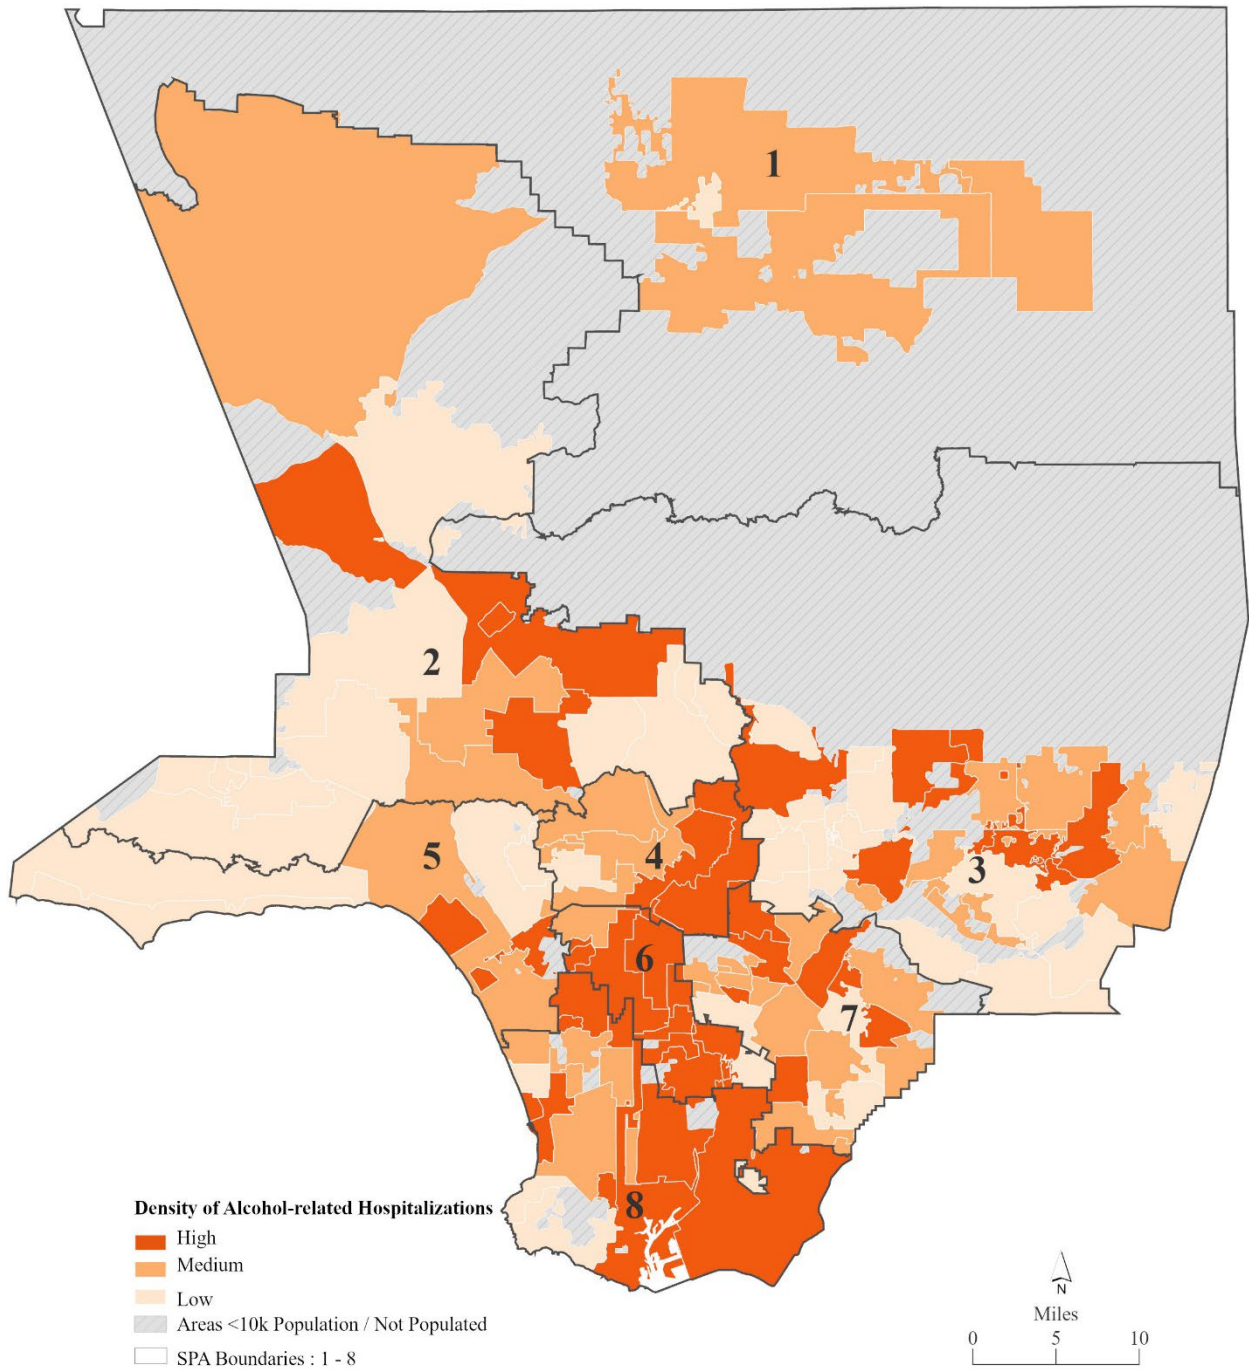 1
2
5
4
3
6
7
8
Density of Alcohol-related Hospitalizations
High
Medium
Low
Areas <10k Population / Not Populated
SPA Boundaries : 1 - 8
N
Miles
0 5 10